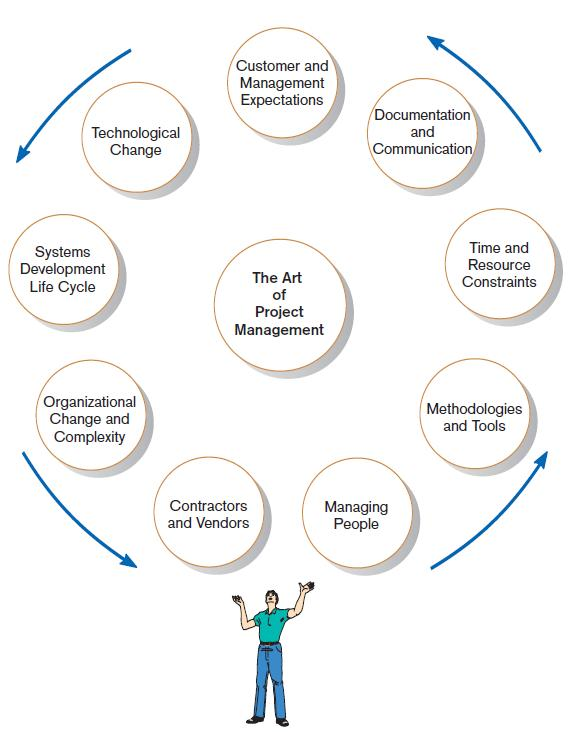 Customer and
Management
Expectations
Documentation
and
Communication
Time and
Resource
Constraints
Methodologies
and Tools
Managing
People
Contractors
and Vendors
Organizational
Change and
Complexity
Systems
Development
Life Cycle
Technological
Change
The Art
of
Project
Management